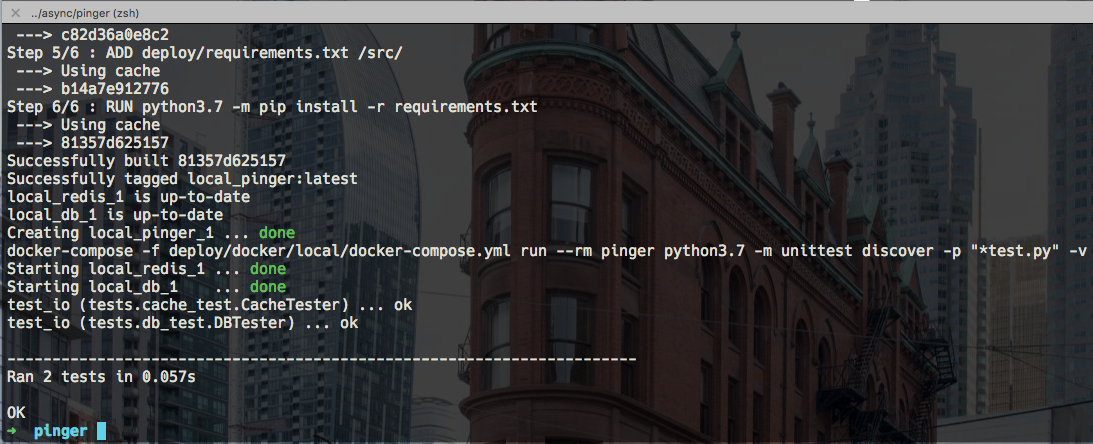 ../async/pinger (zsh)
---> c82d36a0e8c2
Step 5/6 : ADD deploy/requirements.txt /src/
---> Using cache
---> b14a7e912776
Step 6/6 : RUN python3.7 -m pip install -r requirements.txt
---> Using cache
---> 81357d625157
Successfully built 81357d625157
Successfully tagged local_pinger:latest
local_redis_1 is up-to-date
local_db_1 is up-to-date
Creating local_pinger_1 ... done
docker-compose -f deploy/docker/local/docker-compose.yml run --rm pinger python3.7 -m unittest discover -p "*test.py" -v
Starting local_redis_1 ... done
Starting local_db_1    ... done
test_io (tests.cache_test.CacheTester) ... ok
test_io (tests.db_test.DBTester) ... ok
----------------------------------------------------------------------
Ran 2 tests in 0.057s
OK
➜  pinger